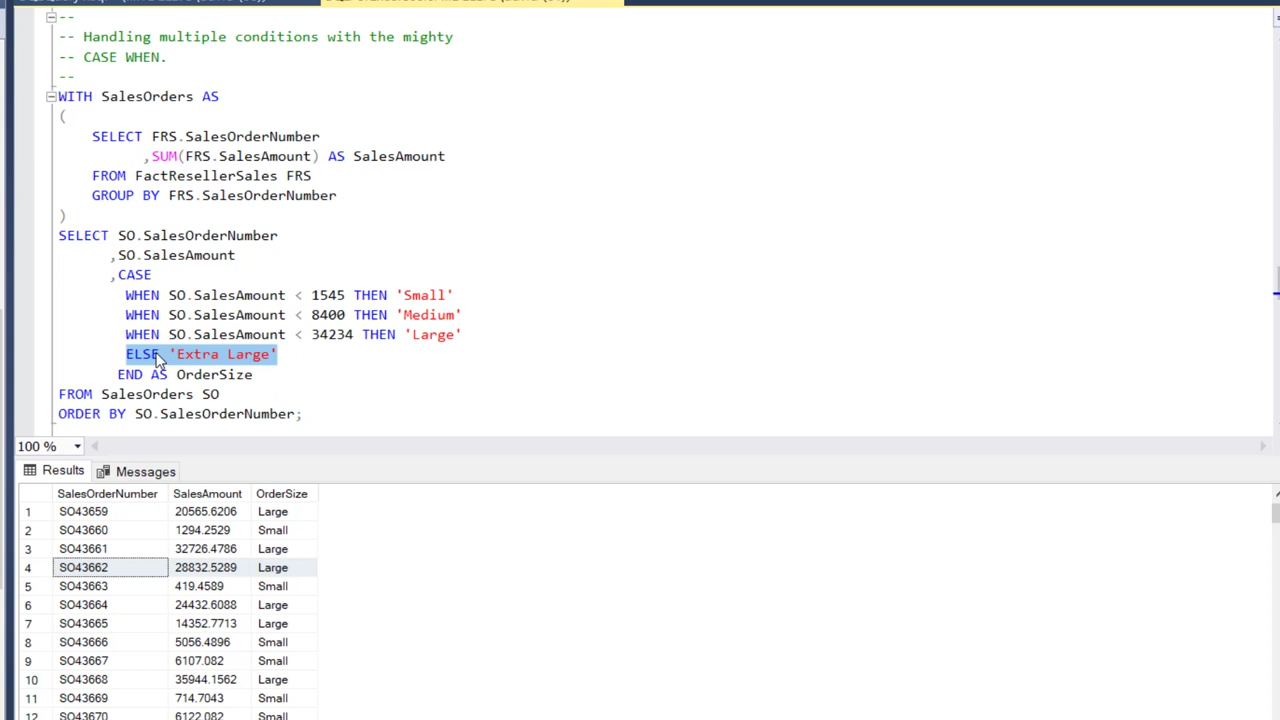 --
-- Handling multiple conditions with the mighty
-- CASE WHEN.
--
WITH SalesOrders AS
(
SELECT FRS.SalesOrderNumber
,SUM(FRS.SalesAmount) AS SalesAmount
FROM FactResellerSales FRS
GROUP BY FRS.SalesOrderNumber
)
SELECT SO.SalesOrderNumber
,SO.SalesAmount
,CASE
WHEN SO.SalesAmount < 1545 THEN 'Small'
WHEN SO.SalesAmount < 8400 THEN 'Medium'
WHEN SO.SalesAmount < 34234 THEN 'Large'
ELSE 'Extra Large'
END AS OrderSize
FROM SalesOrders SO
ORDER BY SO.SalesOrderNumber;
100 %
Results Messages
SalesOrderNumber SalesAmount OrderSize
1 SO43659 20565.6206 Large
2 SO43660 1294.2529 Small
3 SO43661 32726.4786 Large
4 SO43662 28832.5289 Large
5 SO43663 419.4589 Small
6 SO43664 24432.6088 Large
7 SO43665 14352.7713 Large
8 SO43666 5056.4896 Small
9 SO43667 6107.082 Small
10 SO43668 35944.1562 Large
11 SO43669 714.7043 Small
12 SO43670 6122.082 Small